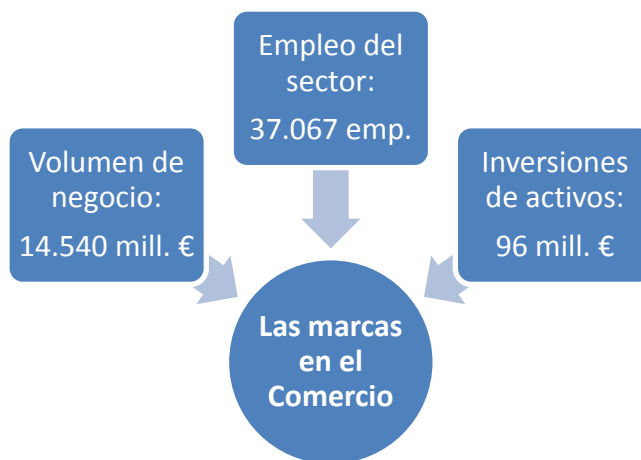 Empleo del
sector:
37.067 emp.
Volumen de
negocio:
14.540 mill. €
Inversiones
de activos:
96 mill. €
Las marcas
en el
Comercio